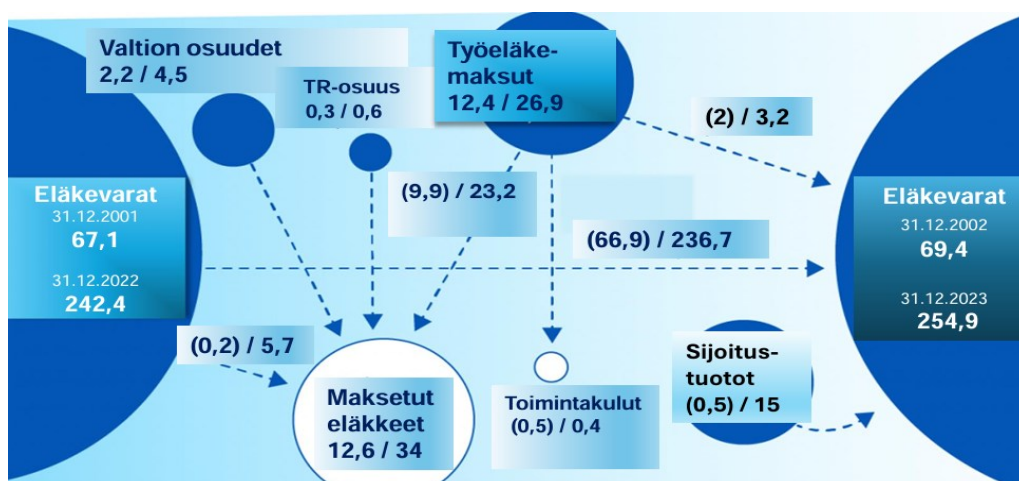 Valtion osuudet
2,2 / 4,5
TR-osuus
0,3 / 0,6
Työeläke-
maksut
12,4 / 26,9
(2) / 3,2
(9,9) / 23,2
Eläkevarat
31.12.2001
67,1
31.12.2022
242,4
(66,9) / 236,7
Eläkevarat
31.12.2002
69,4
31.12.2023
254,9
(0,2) / 5,7
Maksetut
eläkkeet
12,6 / 34
Toimintakulut
(0,5) / 0,4
Sijoitus-
tuotot
(0,5) / 15